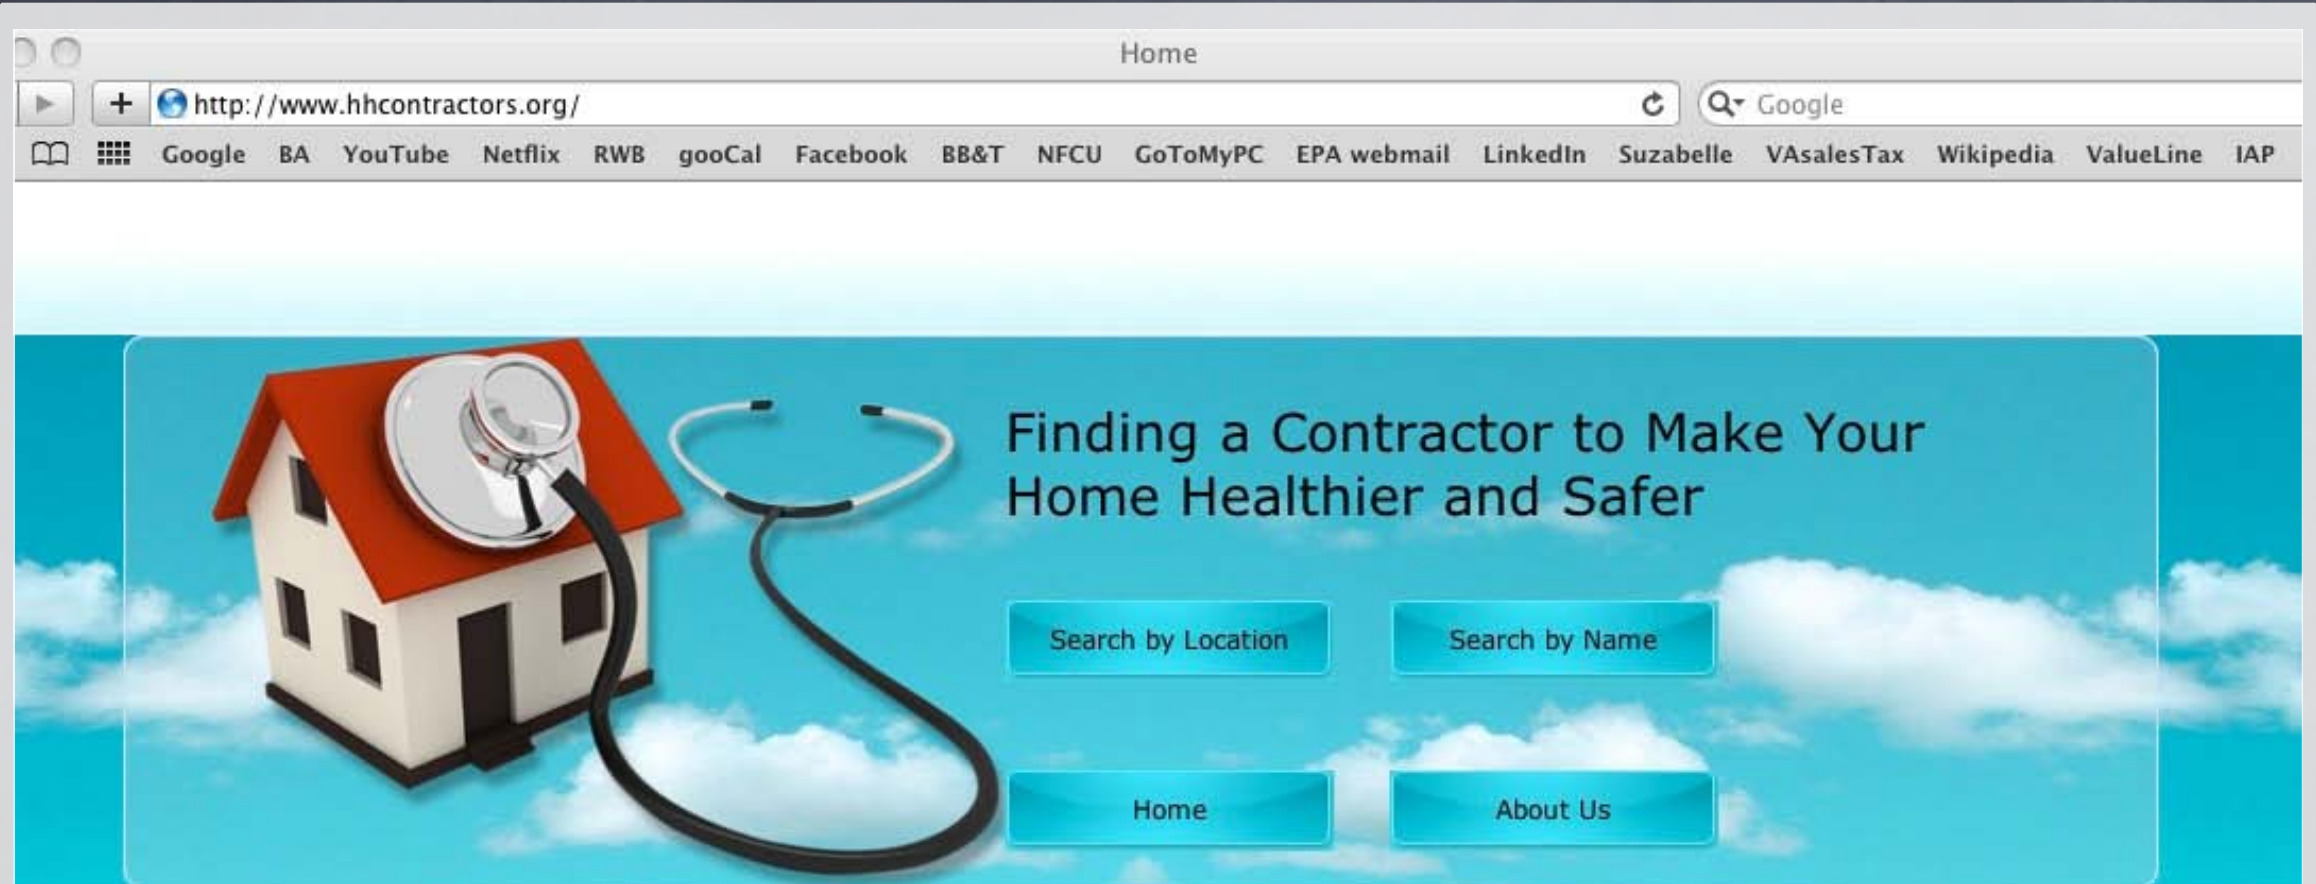 Home
http://www.hhcontractors.org/ Google
Google BA YouTube Netflix RWB gooCal Facebook BB&T NFCU GoToMyPC EPA webmail LinkedIn Suzabelle VAsalesTax Wikipedia ValueLine IAP
Finding a Contractor to Make Your
Home Healthier and Safer
Search by Location Search by Name
Home About Us